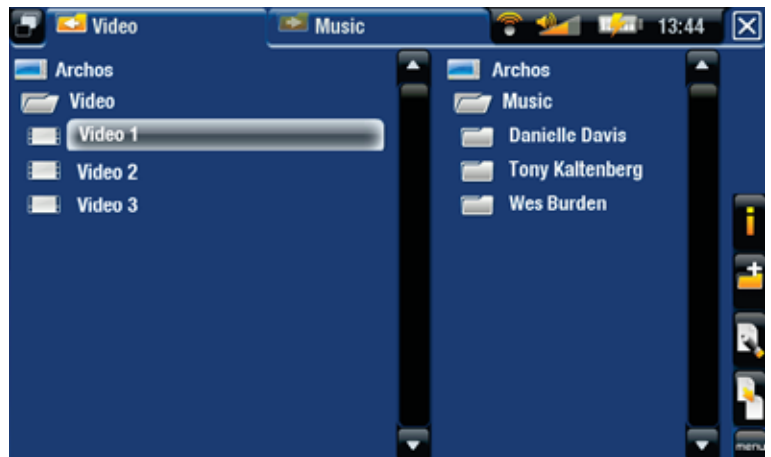 Video
Music
13:44
Archos
Video
Video 1
Video 2
Video 3
Archos
Music
Danielle Davis
Tony Kaltenberg
Wes Burden
i
menu